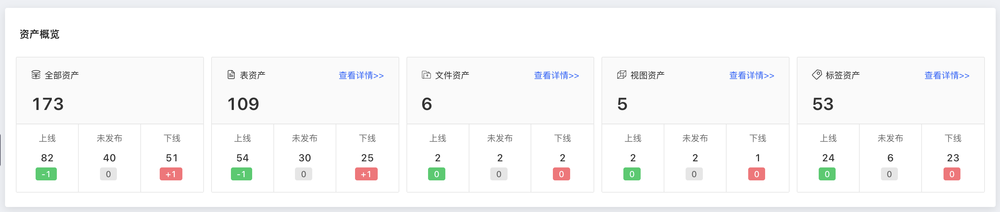 资产概览
全部资产
173
上线 未发布 下线
82 40 51
-1 0 +1
表资产 查看详情>>
109
上线 未发布 下线
54 30 25
-1 0 +1
文件资产 查看详情>>
6
上线 未发布 下线
2 2 2
0 0 0
视图资产 查看详情>>
5
上线 未发布 下线
2 2 1
0 0 0
标签资产 查看详情>>
53
上线 未发布 下线
24 6 23
0 0 0